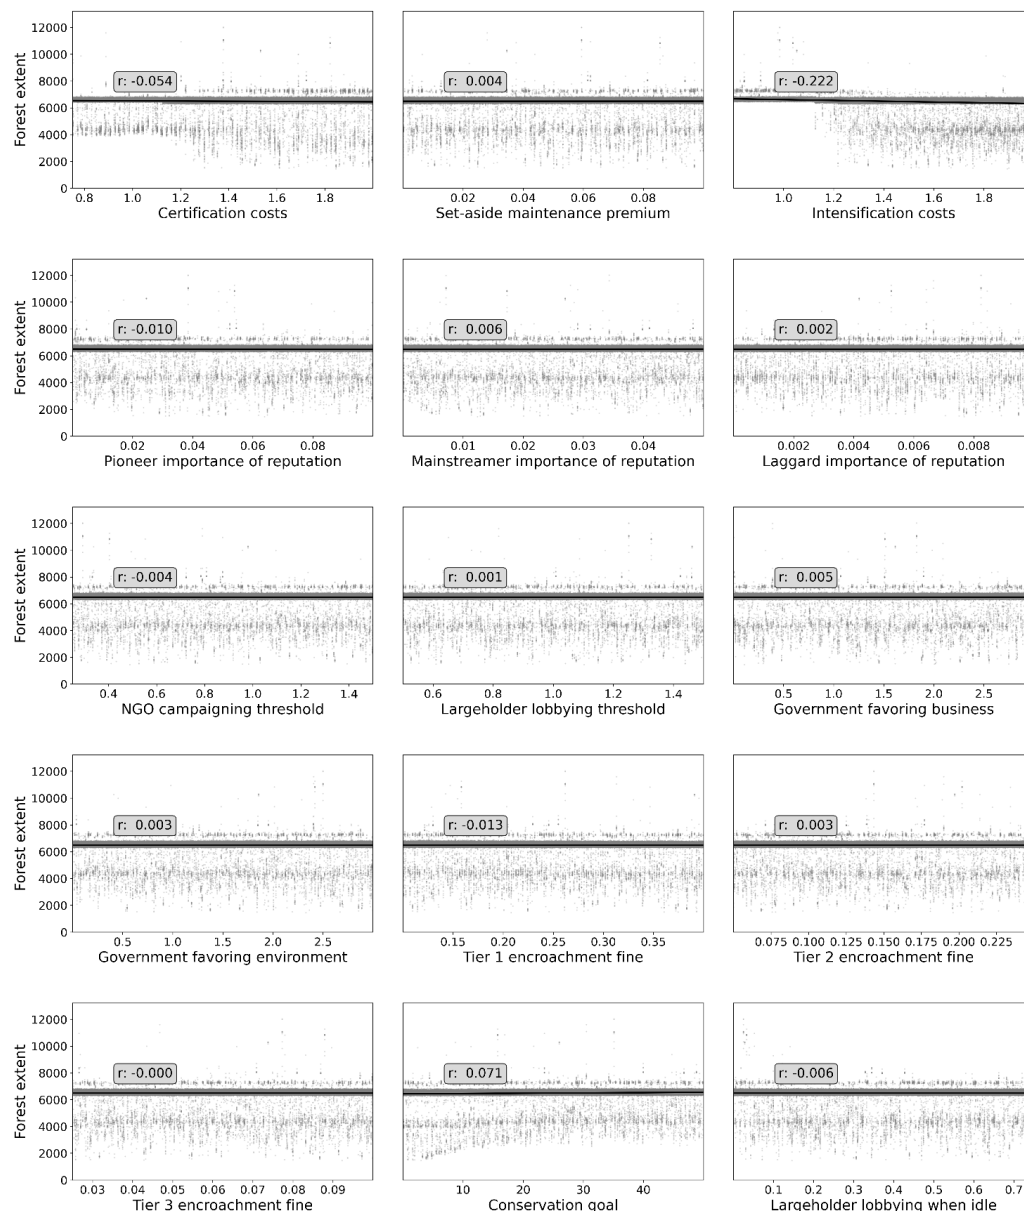 12000
10000
8000
6000
4000
2000
0
Forest extent
r: -0.054
0.8 1.0 1.2 1.4 1.6 1.8
Certification costs
r: 0.004
0.02 0.04 0.06 0.08
Set-aside maintenance premium
r: -0.222
1.0 1.2 1.4 1.6 1.8
Intensification costs
12000
10000
8000
6000
4000
2000
0
Forest extent
r: -0.010
0.02 0.04 0.06 0.08
Pioneer importance of reputation
r: 0.006
0.01 0.02 0.03 0.04
Mainstreamer importance of reputation
r: 0.002
0.002 0.004 0.006 0.008
Laggard importance of reputation
12000
10000
8000
6000
4000
2000
0
Forest extent
r: -0.004
0.4 0.6 0.8 1.0 1.2 1.4
NGO campaigning threshold
r: 0.001
0.6 0.8 1.0 1.2 1.4
Largeholder lobbying threshold
r: 0.005
0.5 1.0 1.5 2.0 2.5
Government favoring business
12000
10000
8000
6000
4000
2000
0
Forest extent
r: 0.003
0.5 1.0 1.5 2.0 2.5
Government favoring environment
r: -0.013
0.15 0.20 0.25 0.30 0.35
Tier 1 encroachment fine
r: 0.003
0.075 0.100 0.125 0.150 0.175 0.200 0.225
Tier 2 encroachment fine
12000
10000
8000
6000
4000
2000
0
Forest extent
r: -0.000
0.03 0.04 0.05 0.06 0.07 0.08 0.09
Tier 3 encroachment fine
r: 0.071
10 20 30 40
Conservation goal
r: -0.006
0.1 0.2 0.3 0.4 0.5 0.6 0.7
Largeholder lobbying when idle